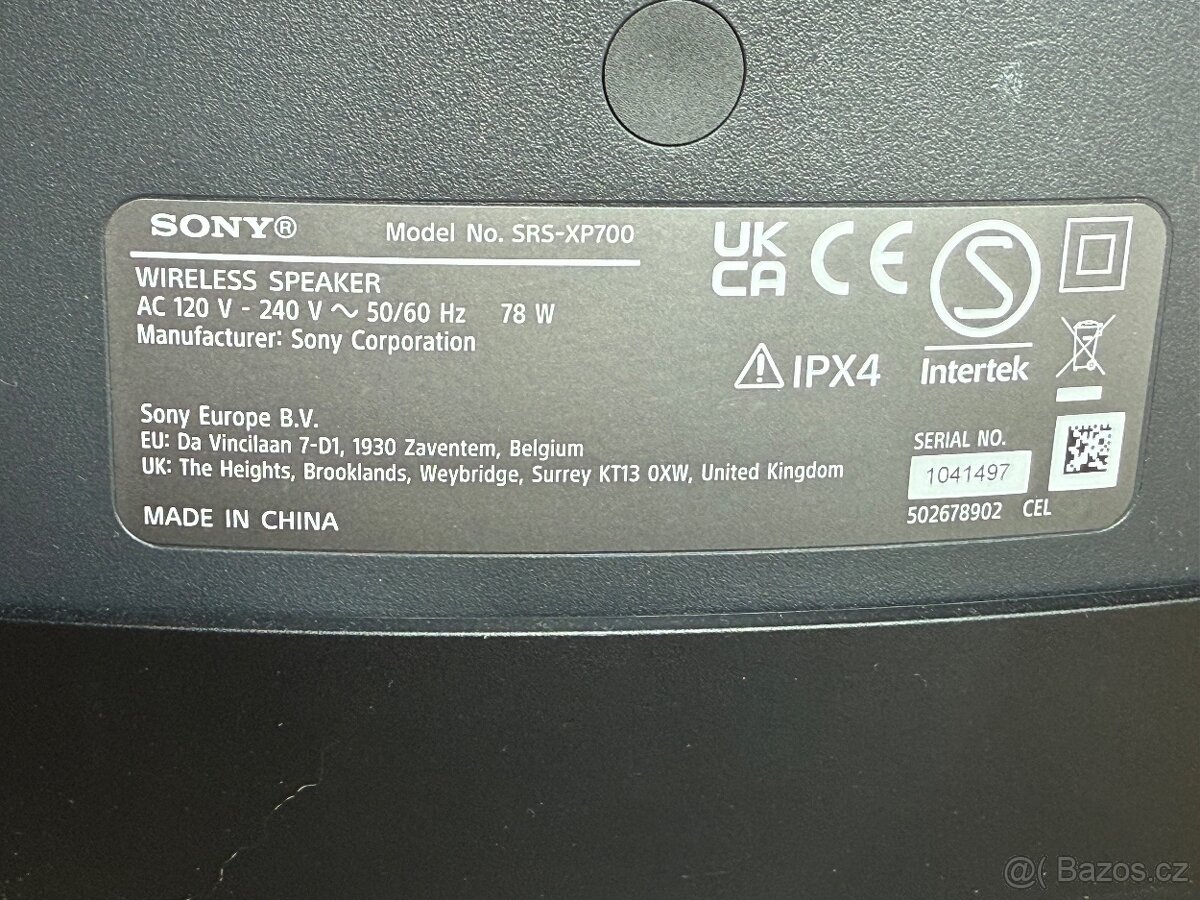 SONY®
Model No. SRS-XP700
WIRELESS SPEAKER
AC 120 V - 240 V ~ 50/60 Hz 78 W
Manufacturer: Sony Corporation
Sony Europe B.V.
EU: Da Vincilaan 7-D1, 1930 Zaventem, Belgium
UK: The Heights, Brooklands, Weybridge, Surrey KT13 0XW, United Kingdom
MADE IN CHINA
UK
CA
CE
S
Intertek
IPX4
SERIAL NO.
1041497
502678902 CEL
@( Bazos.cz